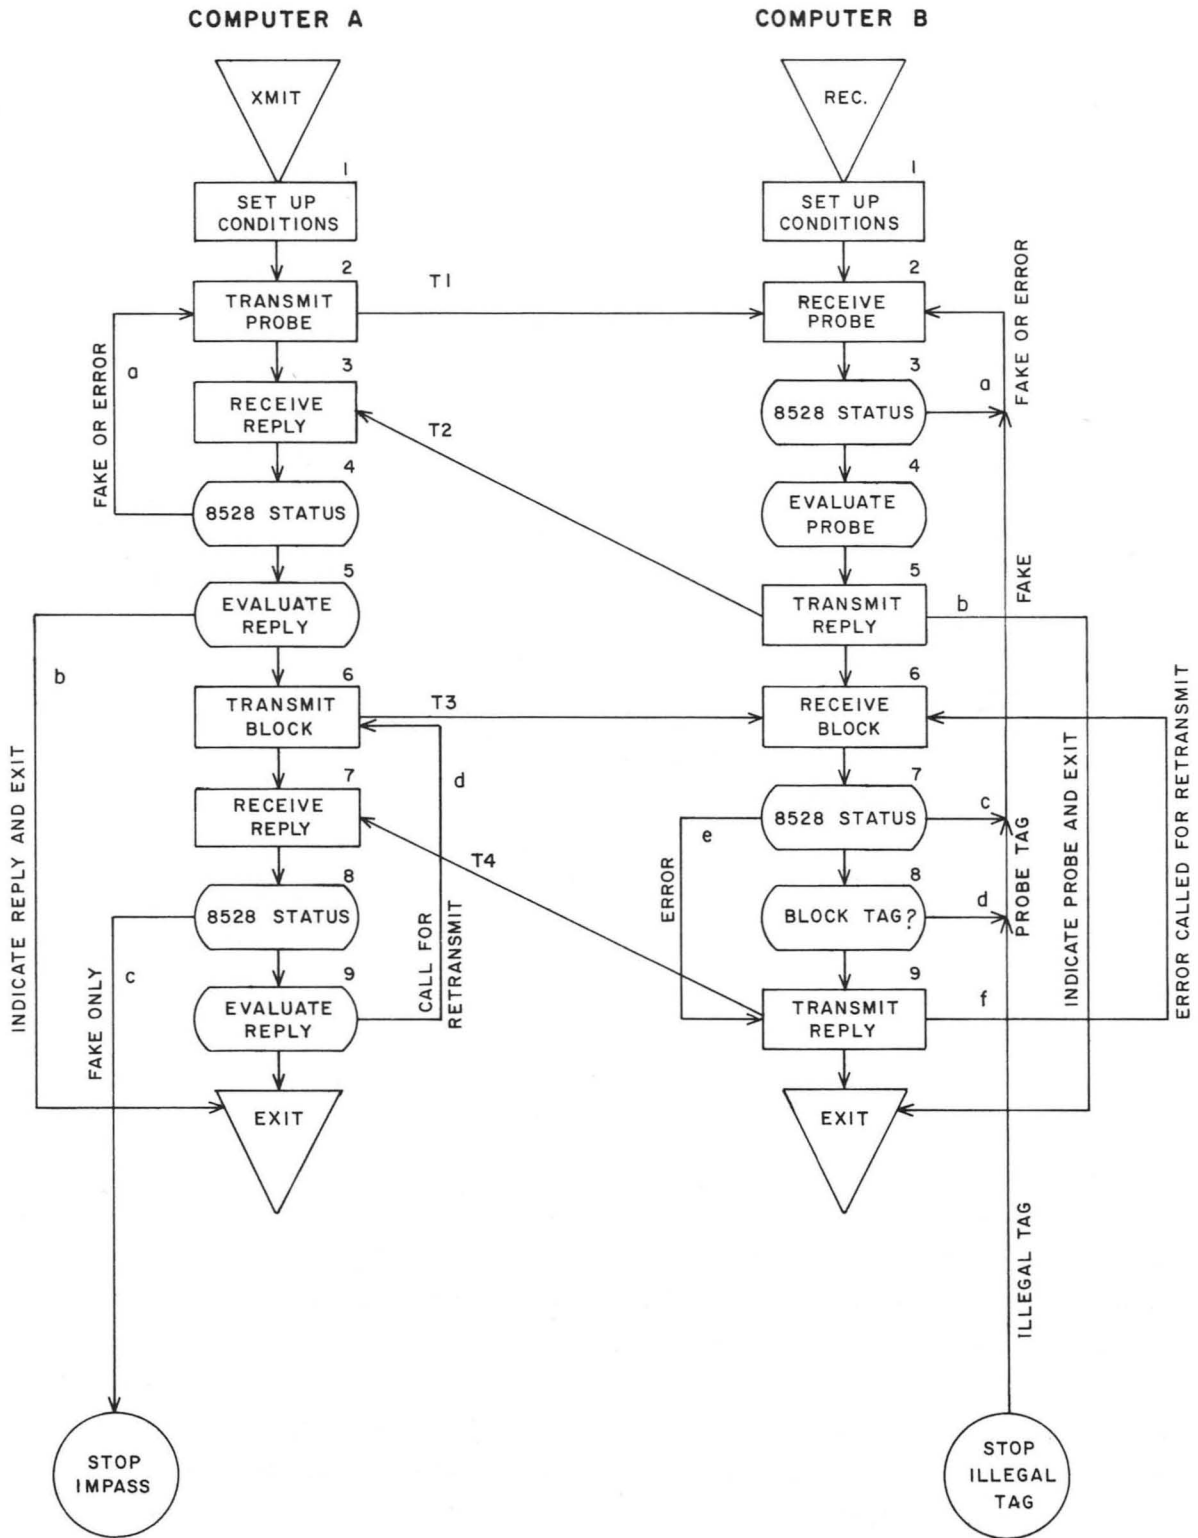 COMPUTER A
COMPUTER B
XMIT
1
SET UP
CONDITIONS
2
TRANSMIT
PROBE
3
RECEIVE
REPLY
4
8528 STATUS
5
EVALUATE
REPLY
6
TRANSMIT
BLOCK
7
RECEIVE
REPLY
8
8528 STATUS
9
EVALUATE
REPLY
EXIT
a
FAKE OR ERROR
b
INDICATE REPLY AND EXIT
c
FAKE ONLY
d
CALL FOR
RETRANSMIT
STOP
IMPASS
T1
T2
T3
T4
REC.
1
SET UP
CONDITIONS
2
RECEIVE
PROBE
3
8528 STATUS
4
EVALUATE
PROBE
5
TRANSMIT
REPLY
6
RECEIVE
BLOCK
7
8528 STATUS
8
BLOCK TAG?
9
TRANSMIT
REPLY
EXIT
a
FAKE OR ERROR
b
INDICATE PROBE AND EXIT
c
FAKE
d
PROBE TAG
e
ERROR
f
ERROR CALLED FOR RETRANSMIT
ILLEGAL TAG
STOP
ILLEGAL
TAG